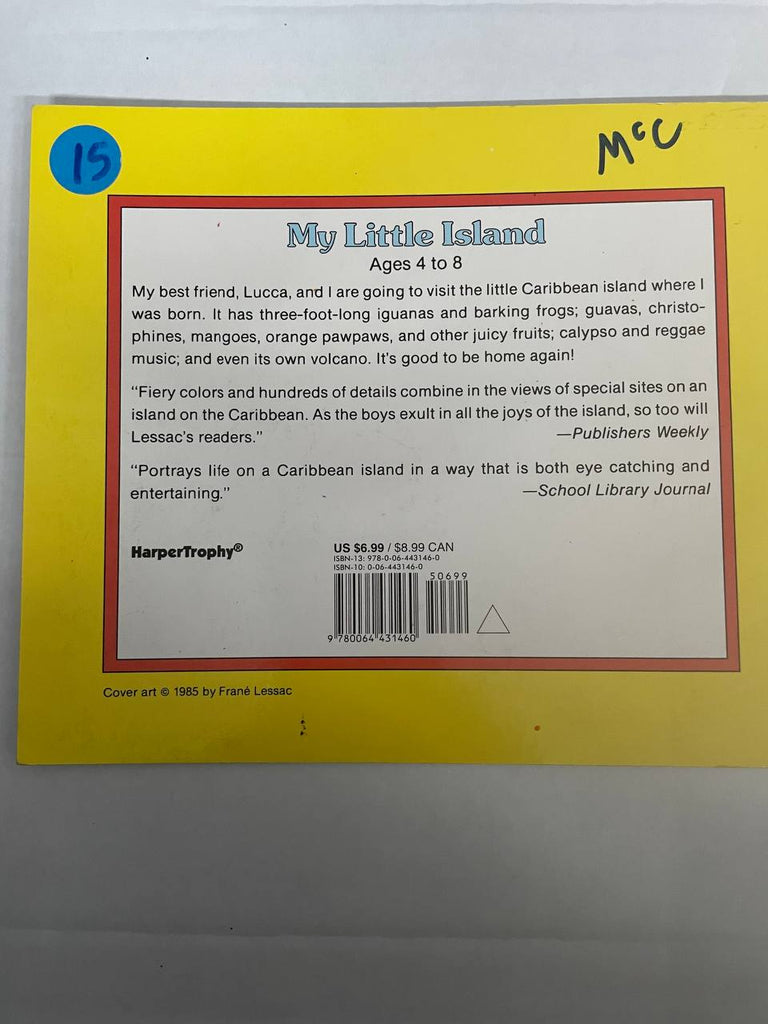 15
McC
My Little Island
Ages 4 to 8
My best friend, Lucca, and I are going to visit the little Caribbean island where I
was born. It has three-foot-long iguanas and barking frogs; guavas, christo-
phines, mangoes, orange pawpaws, and other juicy fruits; calypso and reggae
music; and even its own volcano. It's good to be home again!
“Fiery colors and hundreds of details combine in the views of special sites on an
island on the Caribbean. As the boys exult in all the joys of the island, so too will
Lessac's readers.” —Publishers Weekly
“Portrays life on a Caribbean island in a way that is both eye catching and
entertaining.” —School Library Journal
HarperTrophy®
US $6.99 / $8.99 CAN
ISBN-13: 978-0-06-443146-0
ISBN-10: 0-06-443146-0
50699
9 780064 431460
Cover art © 1985 by Frané Lessac